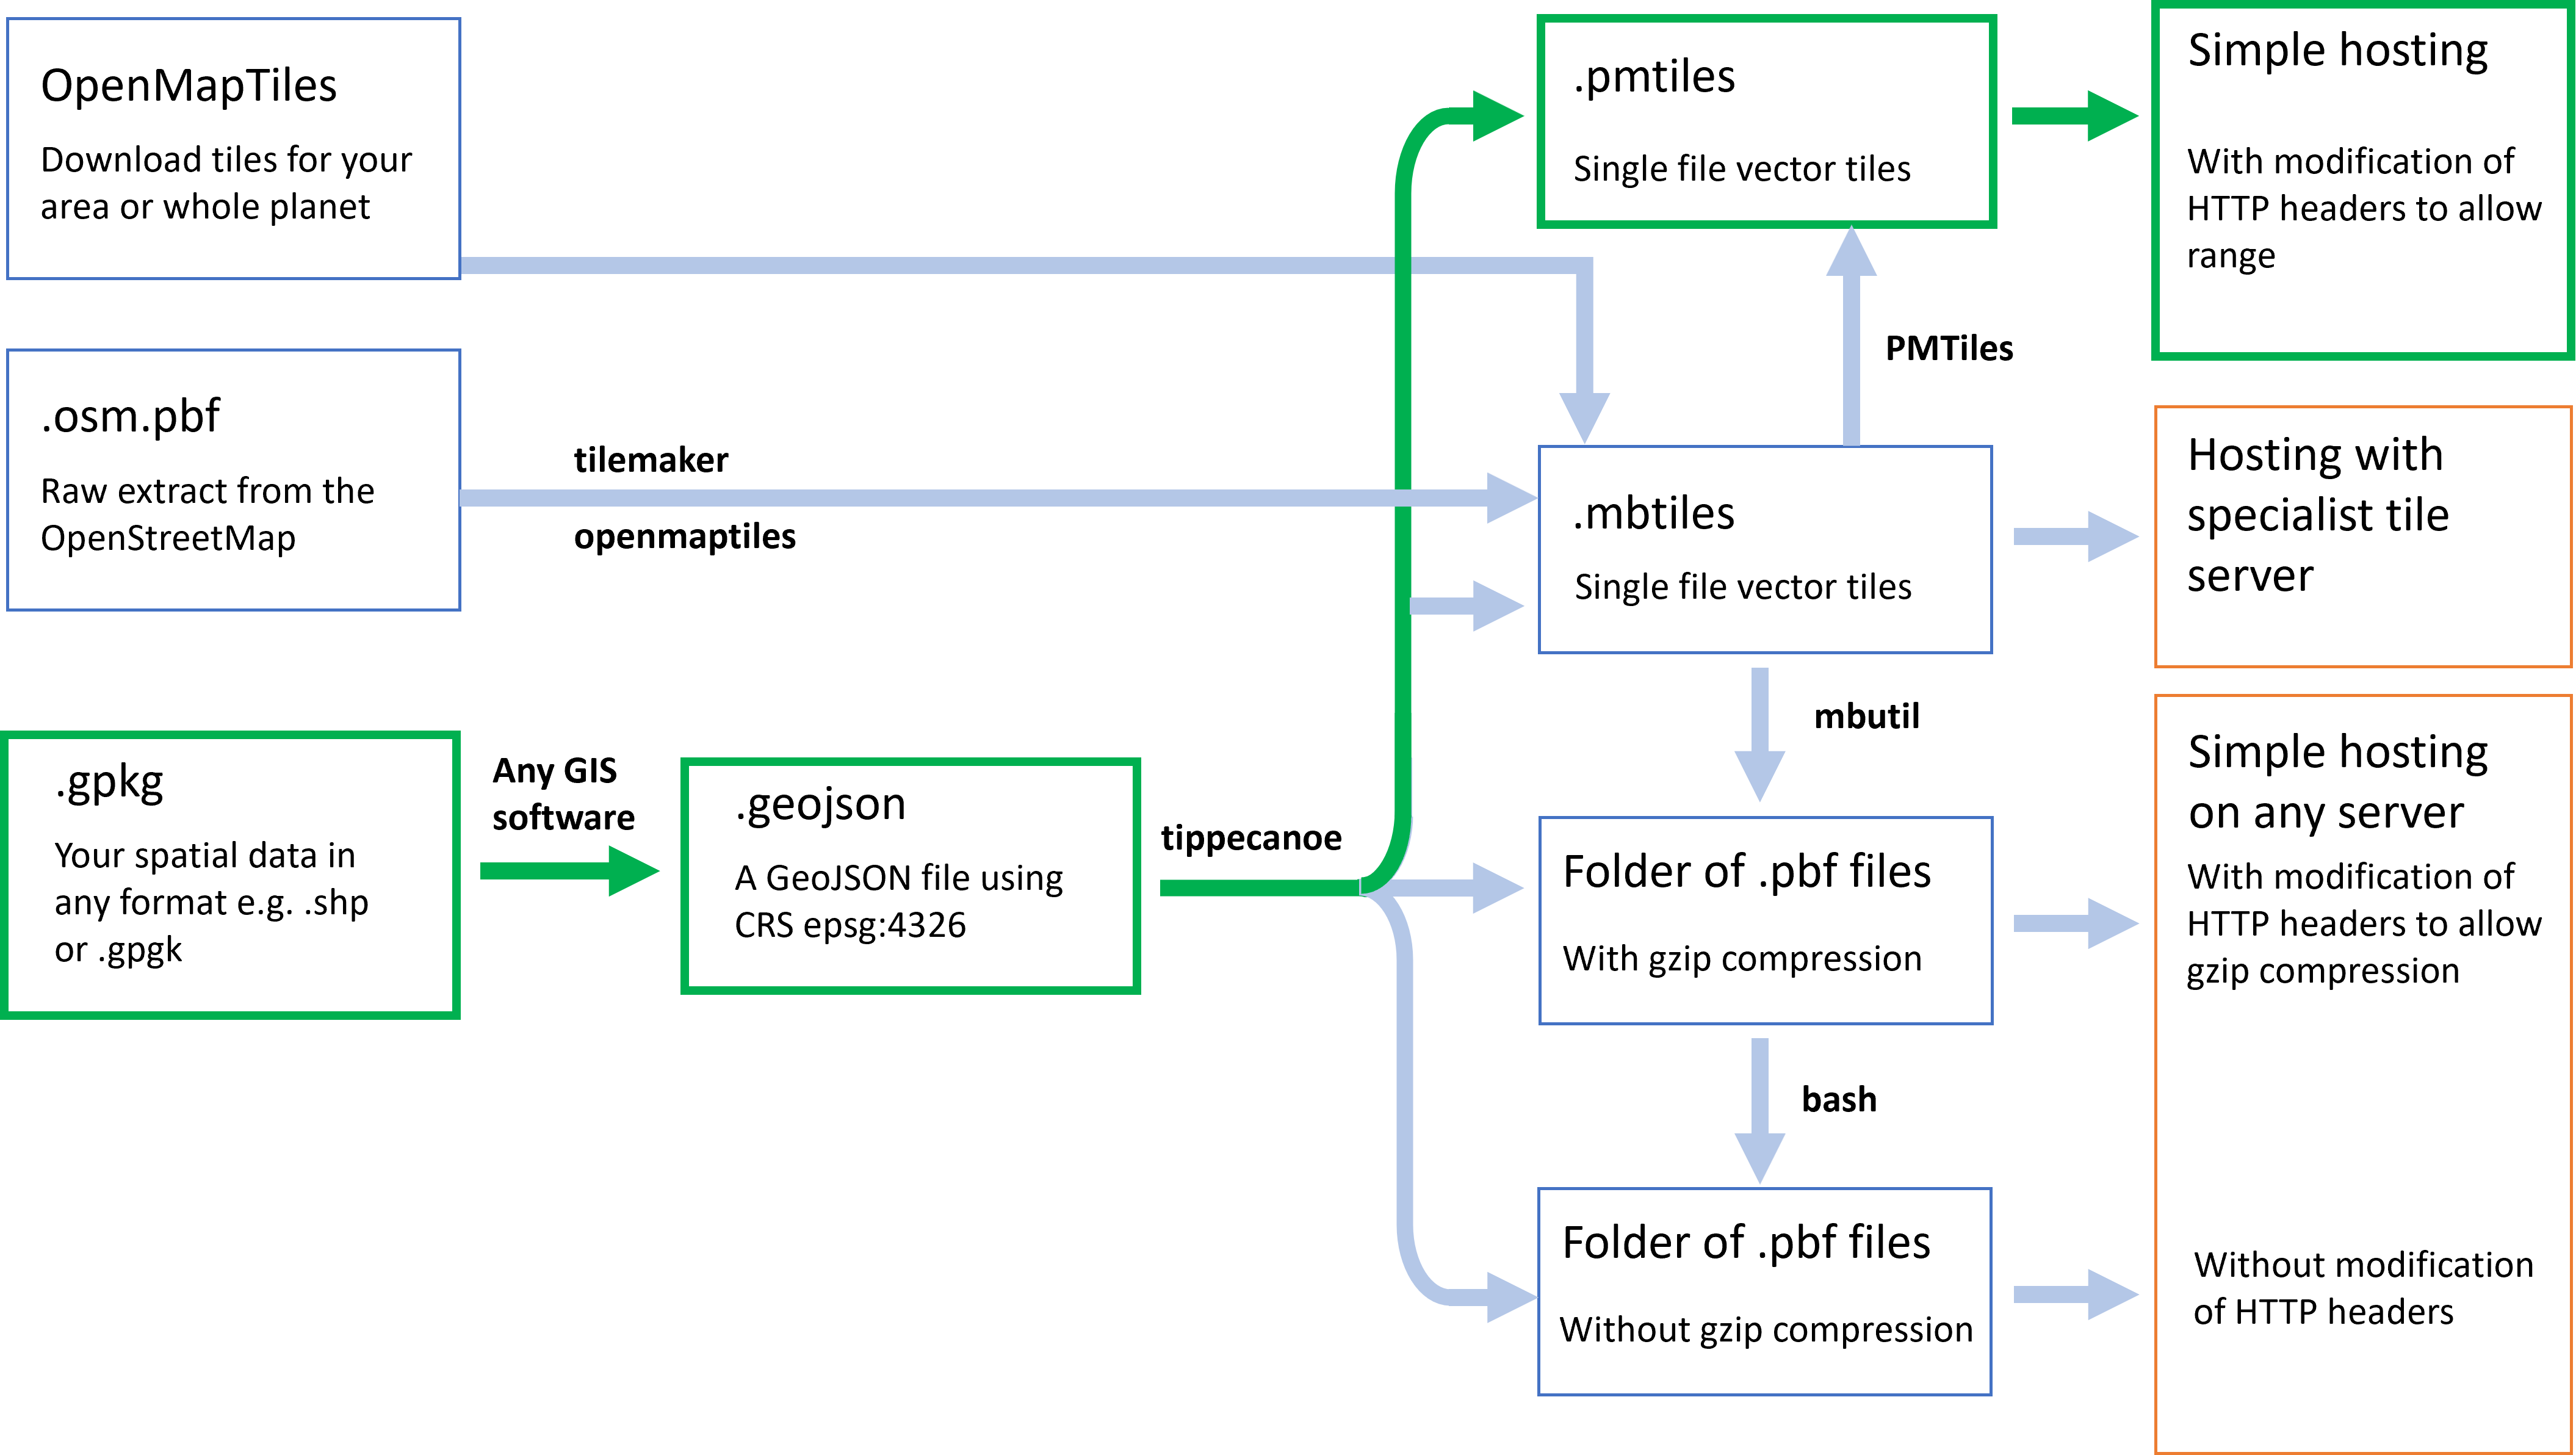 OpenMapTiles
Download tiles for your
area or whole planet
.osm.pbf
Raw extract from the
OpenStreetMap
tilemaker
openmaptiles
.gpkg
Your spatial data in
any format e.g. .shp
or .gpgk
Any GIS
software
.geojson
A GeoJSON file using
CRS epsg:4326
tippecanoe
.pmtiles
Single file vector tiles
PMTiles
.mbtiles
Single file vector tiles
mbutil
Folder of .pbf files
With gzip compression
bash
Folder of .pbf files
Without gzip compression
Simple hosting
With modification of
HTTP headers to allow
range
Hosting with
specialist tile
server
Simple hosting
on any server
With modification of
HTTP headers to allow
gzip compression
Without modification
of HTTP headers